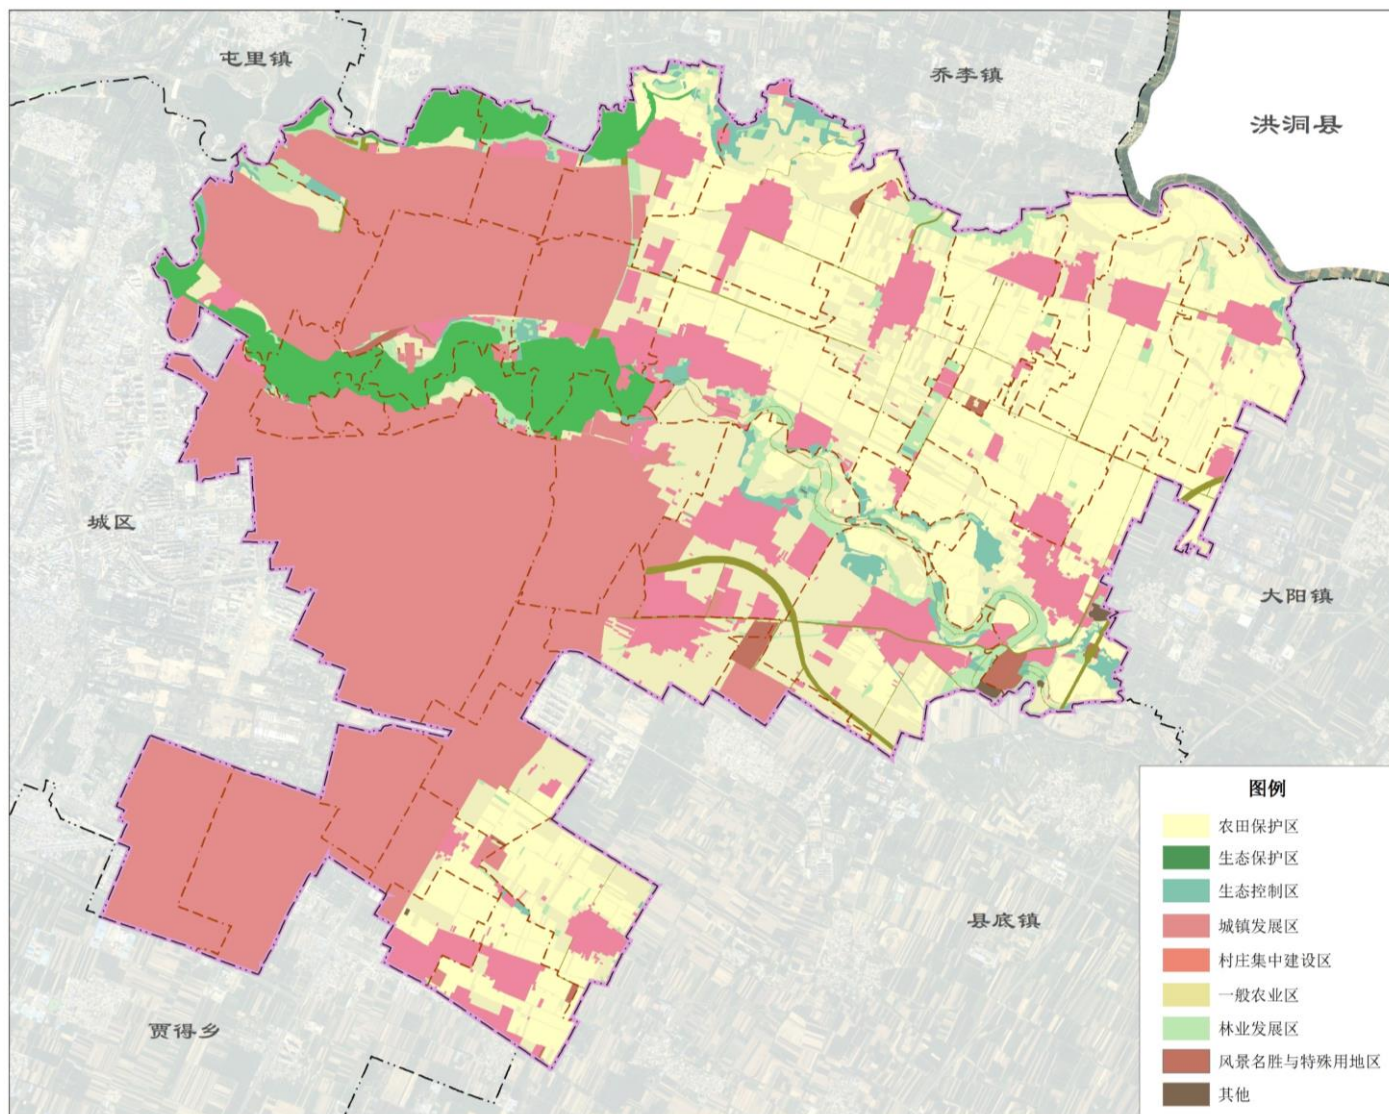 屯里镇
乔李镇
洪洞县
城区
大阳镇
县底镇
贾得乡
图例
农田保护区
生态保护区
生态控制区
城镇发展区
村庄集中建设区
一般农业区
林业发展区
风景名胜与特殊用地区
其他